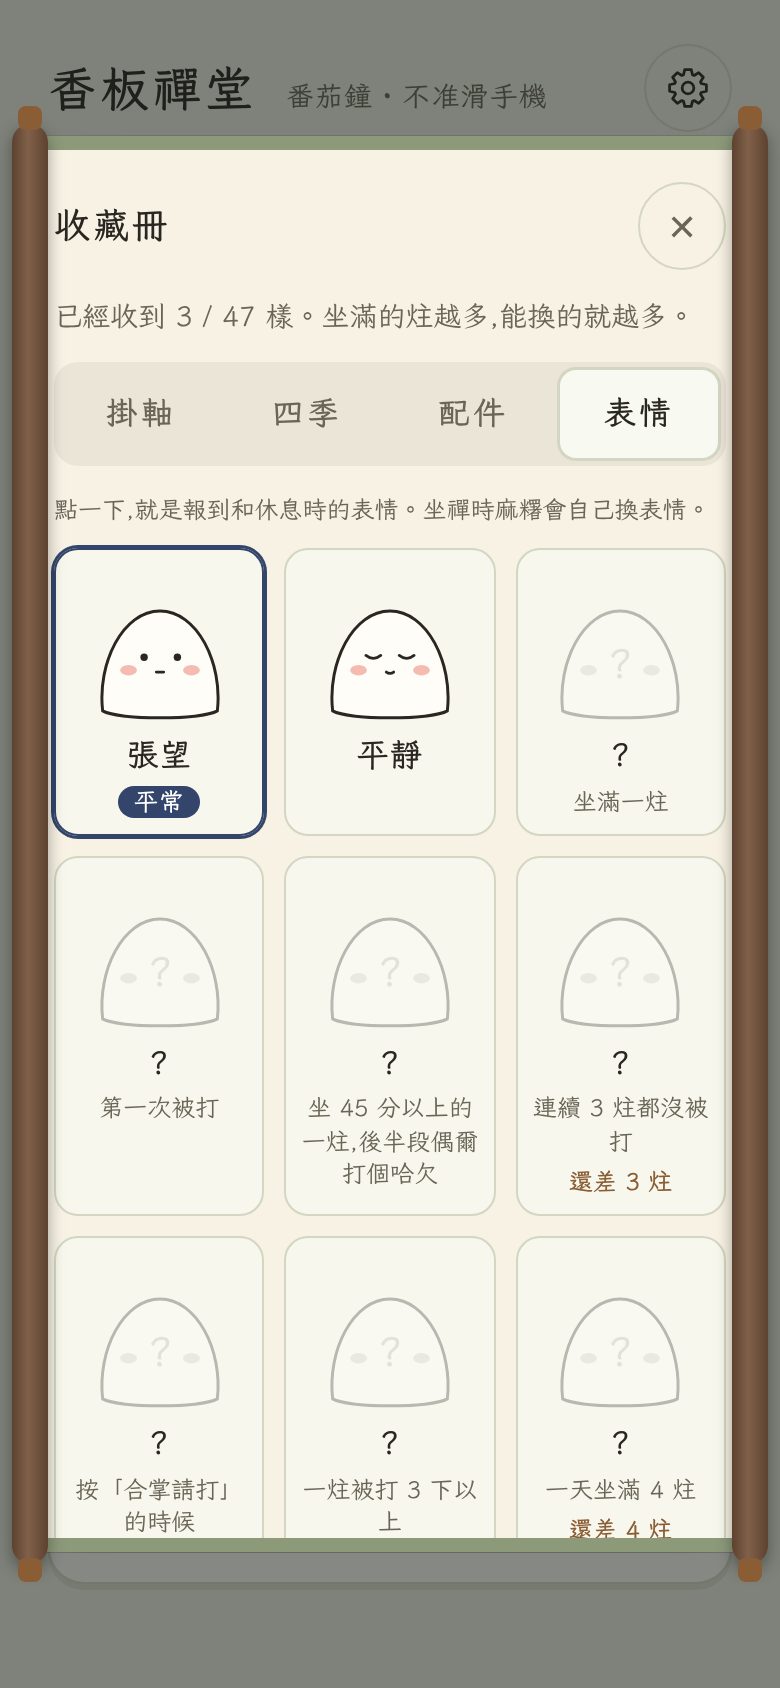 香板禪堂 番茄鐘・不准滑手機
收藏冊
已經收到 3 / 47 樣。坐滿的炷越多,能換的就越多。
掛軸 四季 配件 表情
點一下,就是報到和休息時的表情。坐禪時麻糬會自己換表情。
張望
平常
平靜
?
?
坐滿一炷
?
?
第一次被打
?
?
坐 45 分以上的
一炷,後半段偶爾
打個哈欠
?
?
連續 3 炷都沒被
打
還差 3 炷
?
?
按「合掌請打」
的時候
?
?
一炷被打 3 下以
上
?
?
一天坐滿 4 炷
還差 4 炷